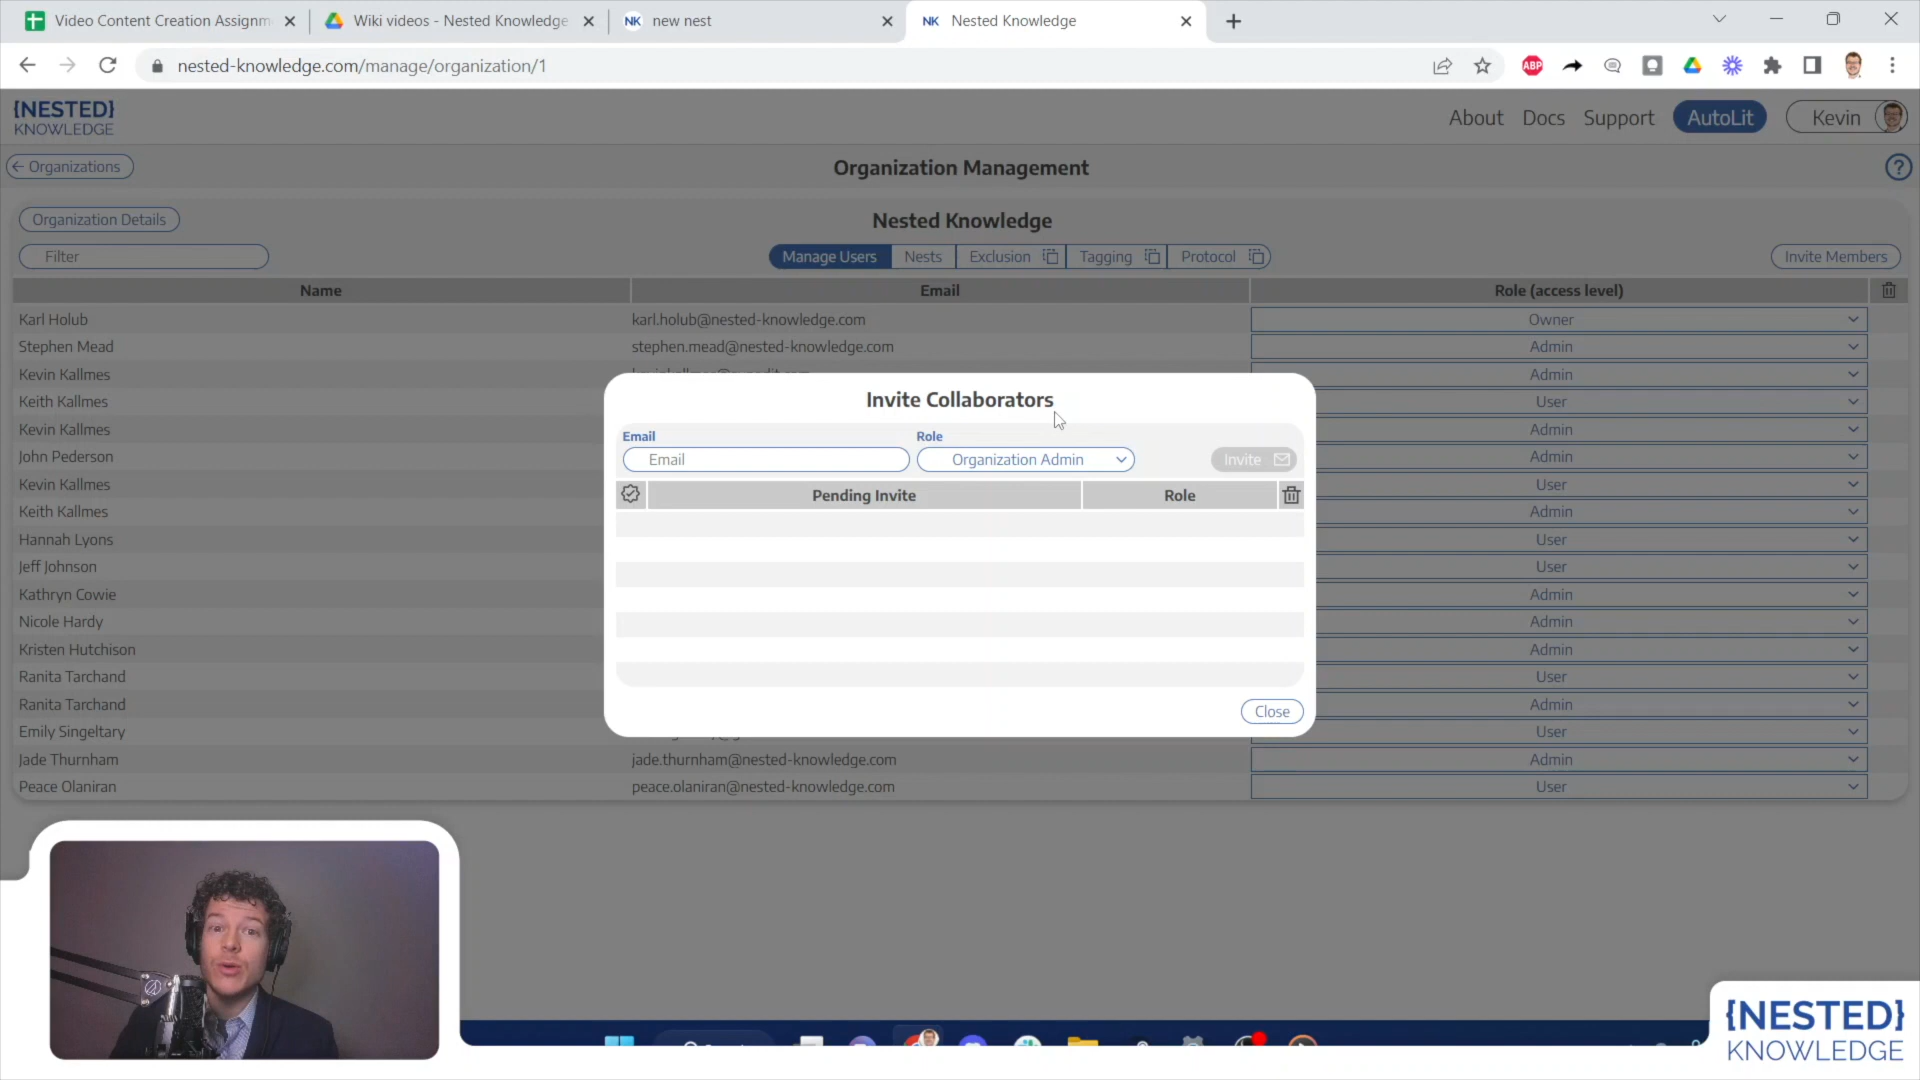 Video Content Creation Assignm
Wiki videos - Nested Knowledge
NK new nest
NK Nested Knowledge
nested-knowledge.com/manage/organization/1
ABP
{NESTED}
KNOWLEDGE
About Docs Support AutoLit Kevin
← Organizations
Organization Management
?
Organization Details
Nested Knowledge
Filter
Manage Users Nests Exclusion Tagging Protocol
Invite Members
Name Email Role (access level)
Karl Holub karl.holub@nested-knowledge.com Owner
Stephen Mead stephen.mead@nested-knowledge.com Admin
Kevin Kallmes Admin
Keith Kallmes User
Kevin Kallmes Admin
John Pederson Admin
Kevin Kallmes User
Keith Kallmes Admin
Hannah Lyons User
Jeff Johnson User
Kathryn Cowie Admin
Nicole Hardy Admin
Kristen Hutchison Admin
Ranita Tarchand User
Ranita Tarchand Admin
Emily Singeltary User
Jade Thurnham jade.thurnham@nested-knowledge.com Admin
Peace Olaniran peace.olaniran@nested-knowledge.com User
Invite Collaborators
Email Role
Email Organization Admin Invite
Pending Invite Role
Close
{NESTED}
KNOWLEDGE